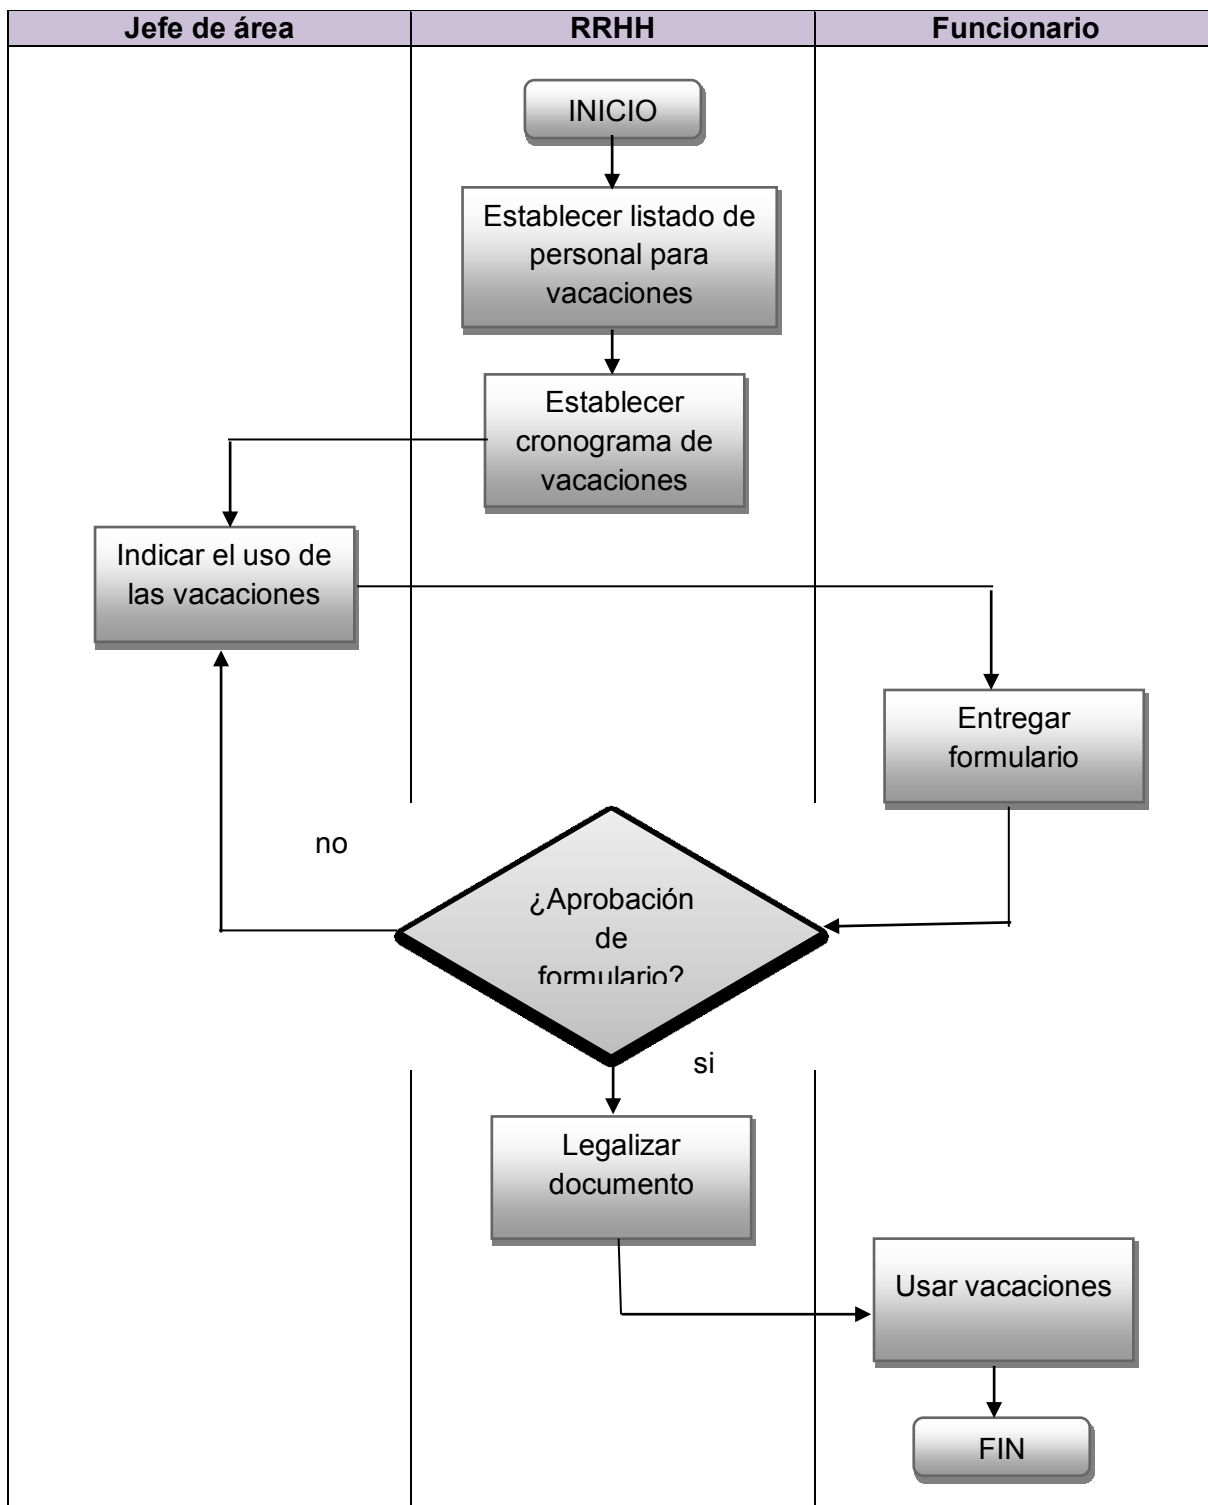 Jefe de área
RRHH
Funcionario
INICIO
Establecer listado de
personal para
vacaciones
Establecer
cronograma de
vacaciones
Indicar el uso de
las vacaciones
Entregar
formulario
no
¿Aprobación
de
formulario?
si
Legalizar
documento
Usar vacaciones
FIN